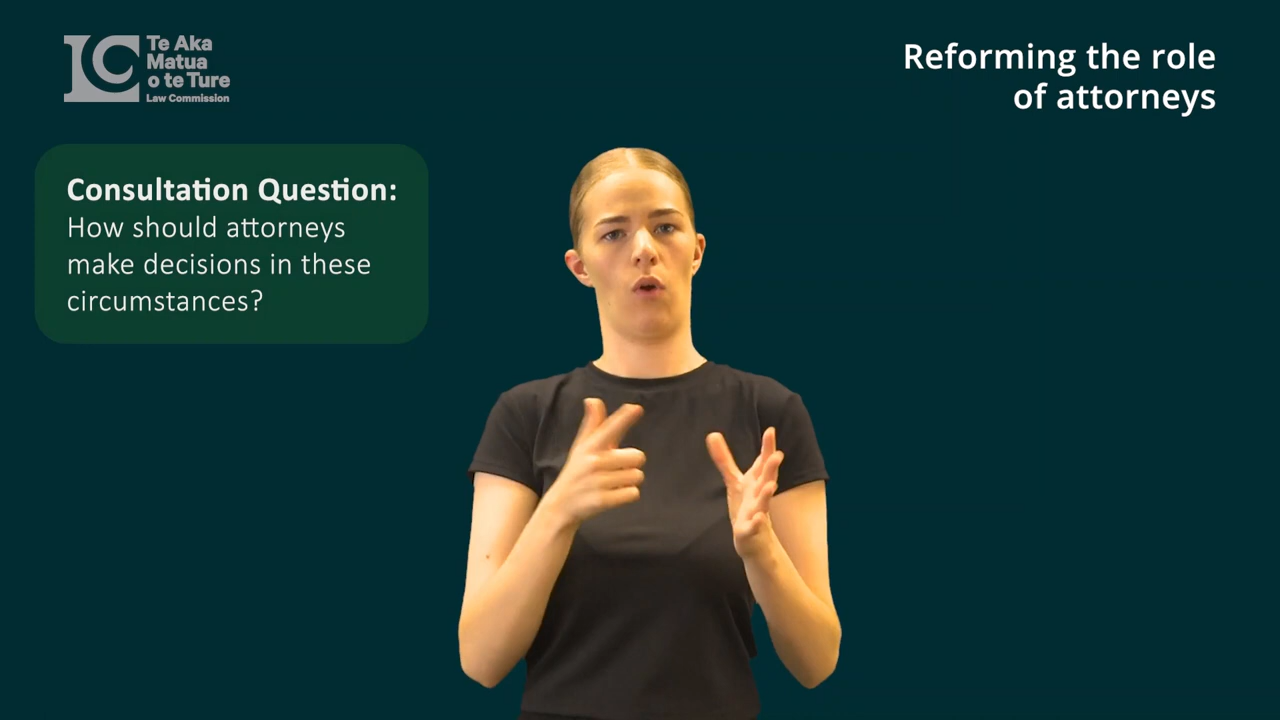 Te Aka
Matua
o te Ture
Law Commission
Reforming the role
of attorneys
Consultation Question:
How should attorneys
make decisions in these
circumstances?